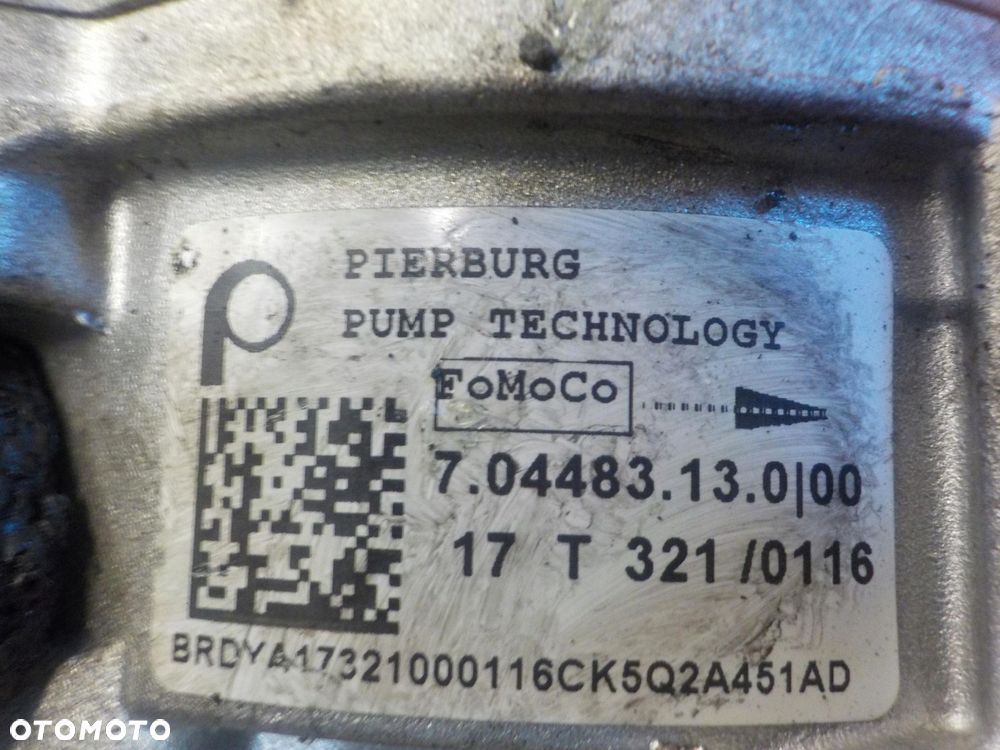 PIERBURG
PUMP TECHNOLOGY
FoMoCo
7.04483.13.0|00
17 T 321 /0116
BRDYA17321000116CK5Q2A451AD
OTOMOTO